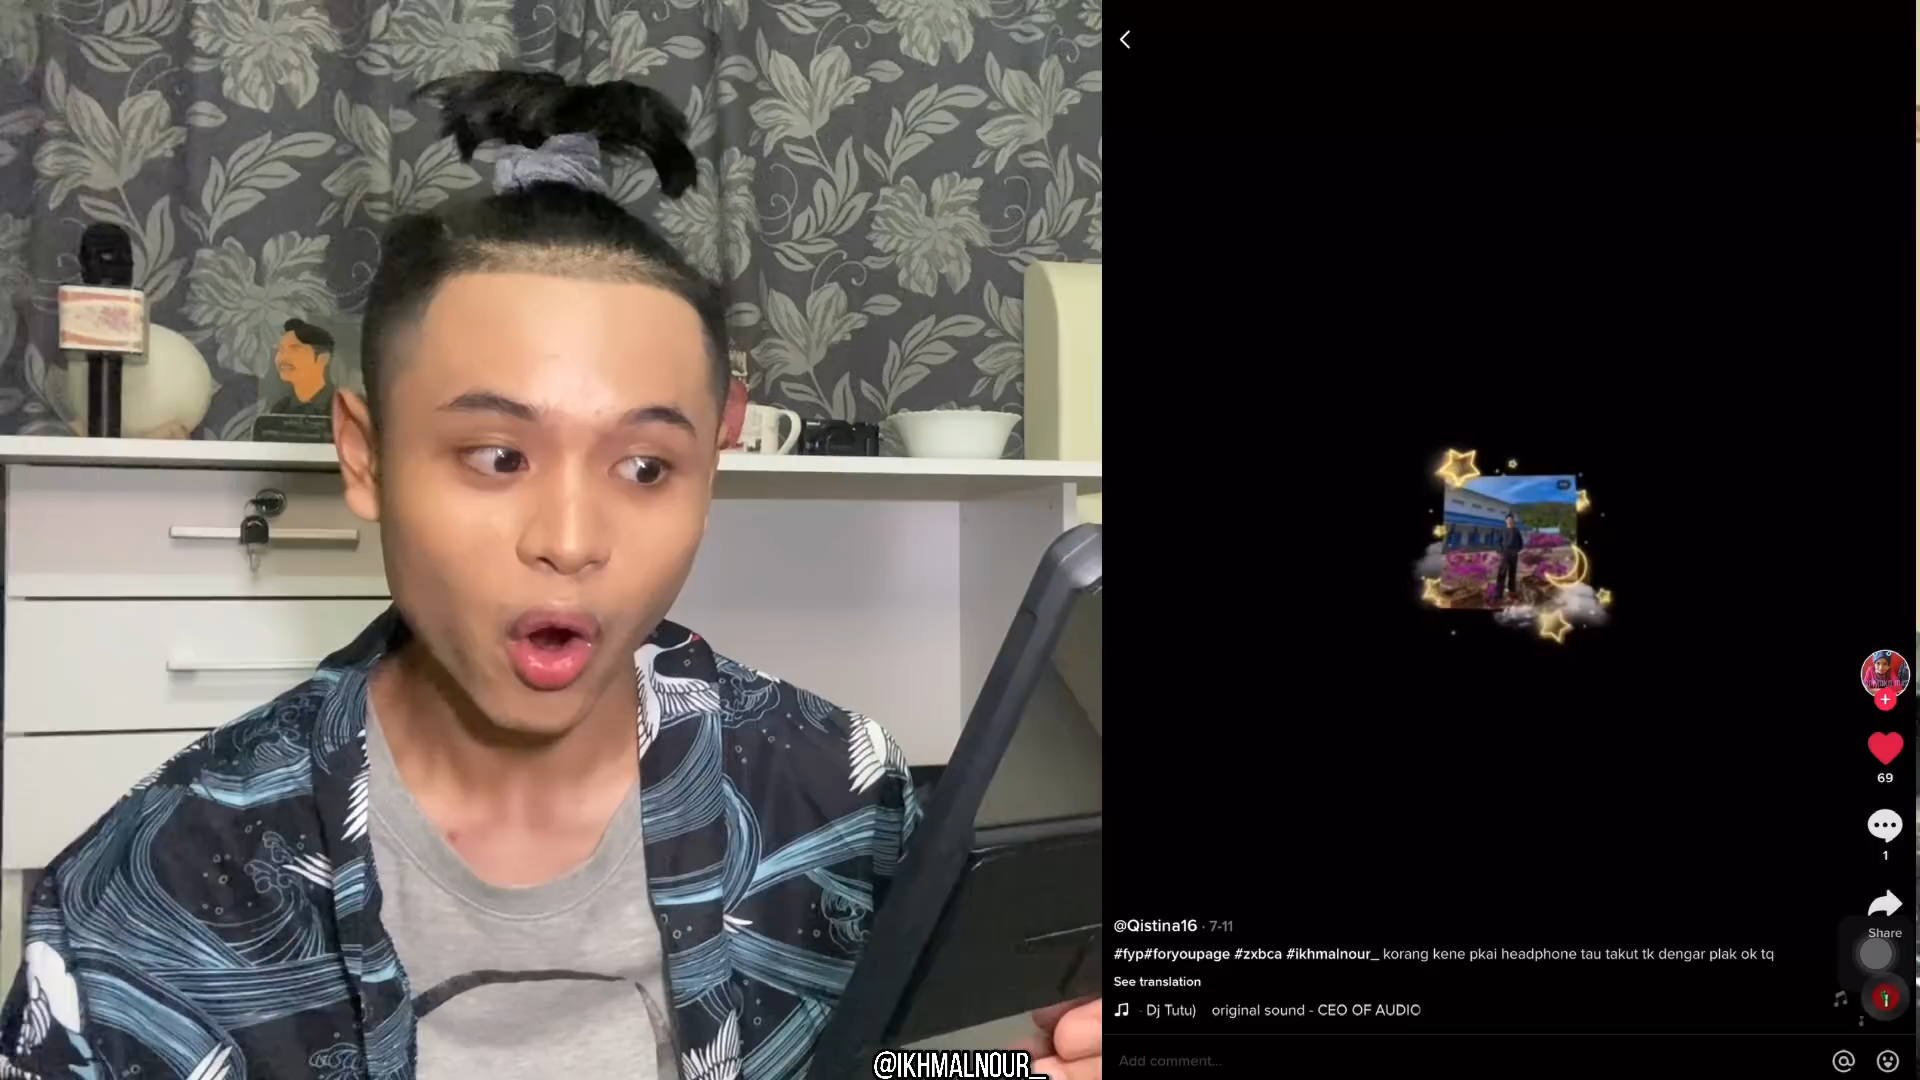 69
1
Share
@Qistina16 · 7-11
#fyp#foryoupage #zxbca #ikhmalnour_ korang kene pkai headphone tau takut tk dengar plak ok tq
See translation
- Dj Tutu) original sound - CEO OF AUDIO
Add comment...
@IKHMALNOUR_